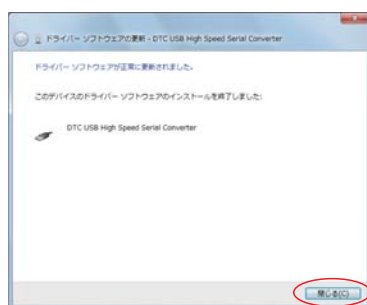 ドライバー ソフトウェアの更新 - DTC USB High Speed Serial Converter
ドライバー ソフトウェアが正常に更新されました。
このデバイスのドライバー ソフトウェアのインストールを終了しました:
DTC USB High Speed Serial Converter
閉じる(C)